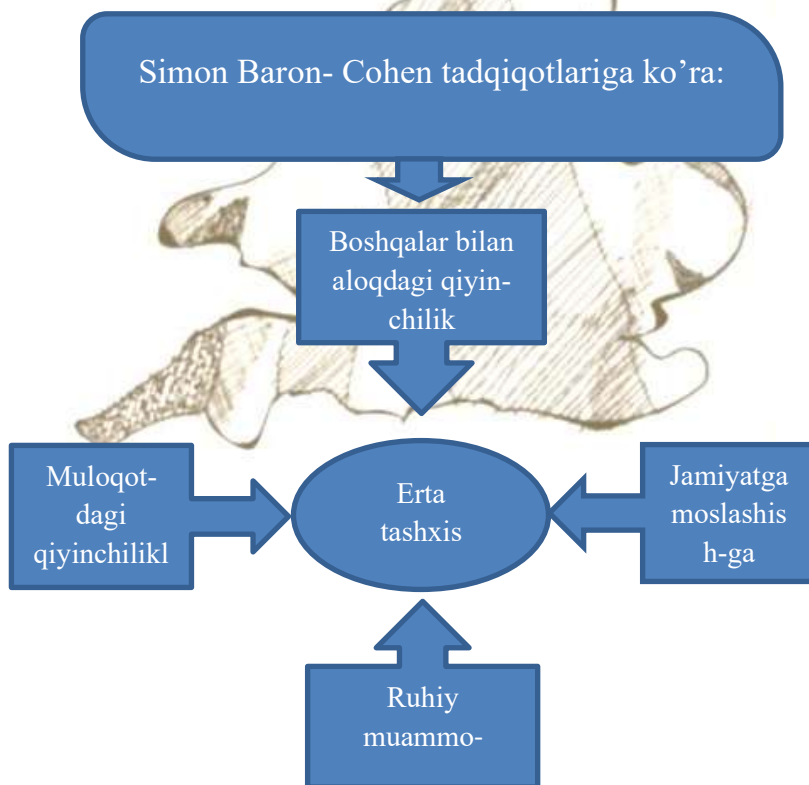 Simon Baron- Cohen tadqiqotlariga ko’ra:
Boshqalar bilan
aloqdagi qiyin-
chilik
Muloqot-
dagi
qiyinchilikl
Erta
tashxis
Jamiyatga
moslashis
h-ga
Ruhiy
muammo-